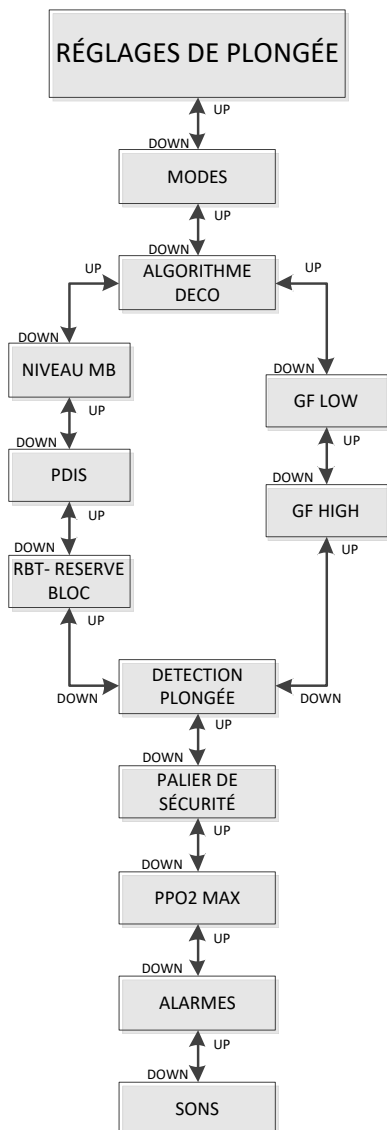 RÉGLAGES DE PLONGÉE
UP
DOWN
MODES
UP
DOWN
ALGORITHME
DECO
UP
UP
DOWN
NIVEAU MB
DOWN
GF LOW
UP
DOWN
PDIS
UP
DOWN
GF HIGH
UP
DOWN
RBT- RESERVE
BLOC
UP
UP
DOWN
DETECTION
PLONGÉE
DOWN
UP
DOWN
PALIER DE
SÉCURITÉ
UP
DOWN
PPO2 MAX
UP
DOWN
ALARMES
UP
DOWN
SONS